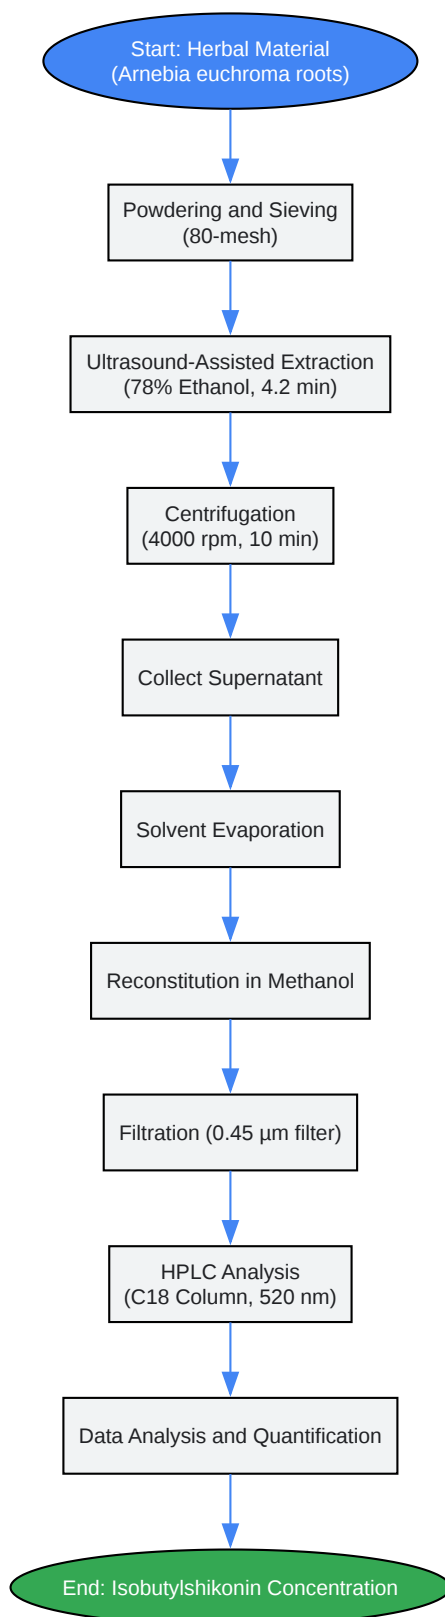 Start: Herbal Material
(Arnebia euchroma roots)
Powdering and Sieving
(80-mesh)
Ultrasound-Assisted Extraction
(78% Ethanol, 4.2 min)
Centrifugation
(4000 rpm, 10 min)
Collect Supernatant
Solvent Evaporation
Reconstitution in Methanol
Filtration (0.45 µm filter)
HPLC Analysis
(C18 Column, 520 nm)
Data Analysis and Quantification
End: Isobutylshikonin Concentration